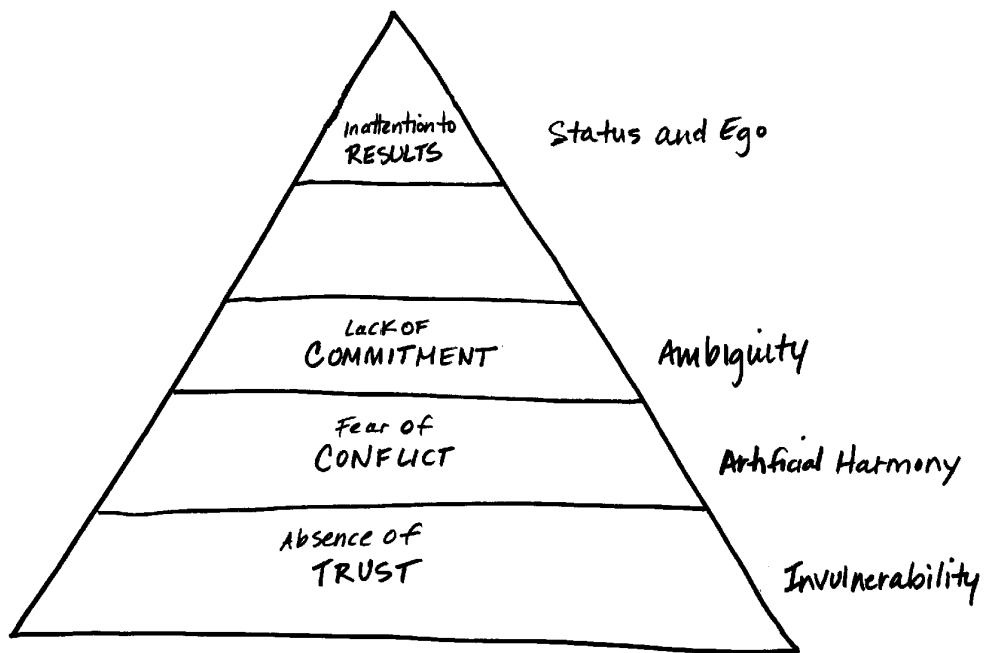 Inattention to
RESULTS
Status and Ego
Lack of
COMMITMENT
Ambiguity
Fear of
CONFLICT
Artificial Harmony
Absence of
TRUST
Invulnerability